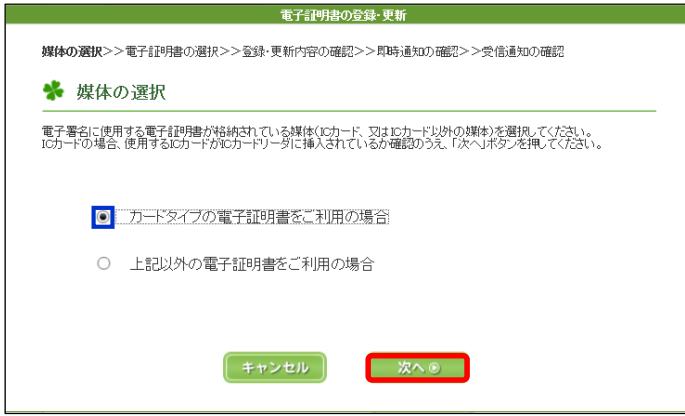 電子証明書の登録・更新
媒体の選択>>電子証明書の選択>>登録・更新内容の確認>>即時通知の確認>>受信通知の確認
媒体の選択
電子署名に使用する電子証明書が格納されている媒体(ICカード、又はICカード以外の媒体)を選択してください。
ICカードの場合、使用するICカードがICカードリーダに挿入されているか確認のうえ、「次へ」ボタンを押してください。
カードタイプの電子証明書をご利用の場合
上記以外の電子証明書をご利用の場合
キャンセル 次へ